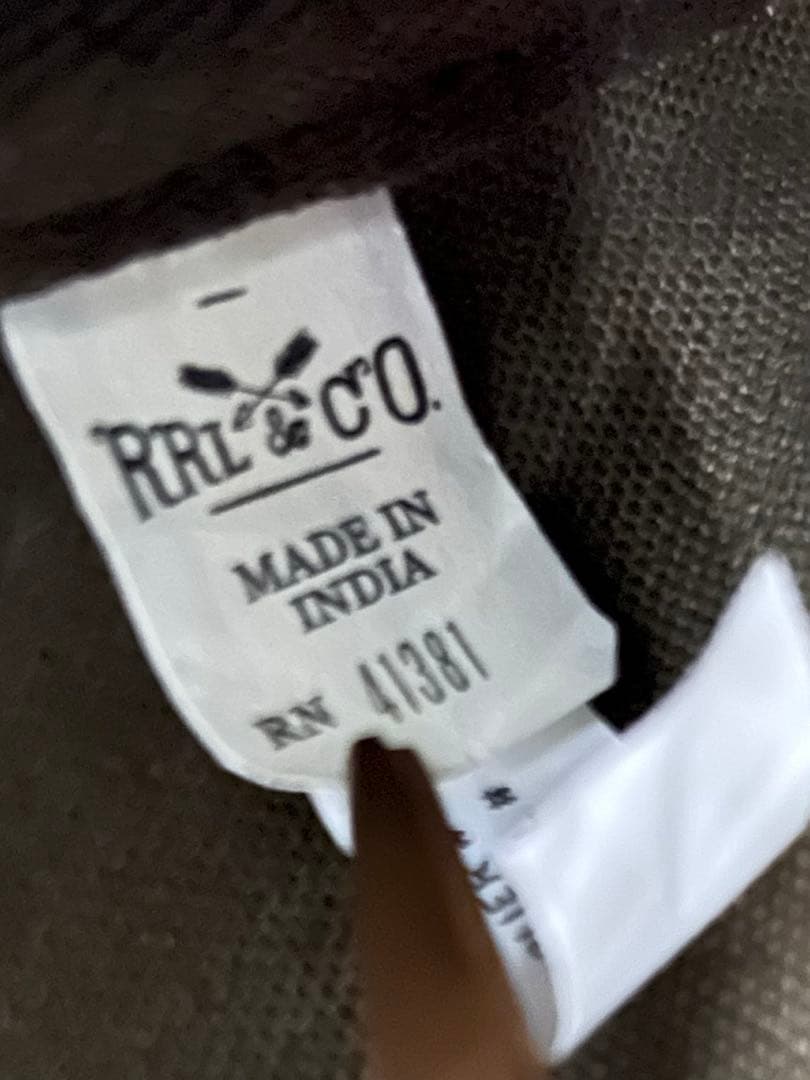 RRL & CO.
MADE IN
INDIA
RN 41381